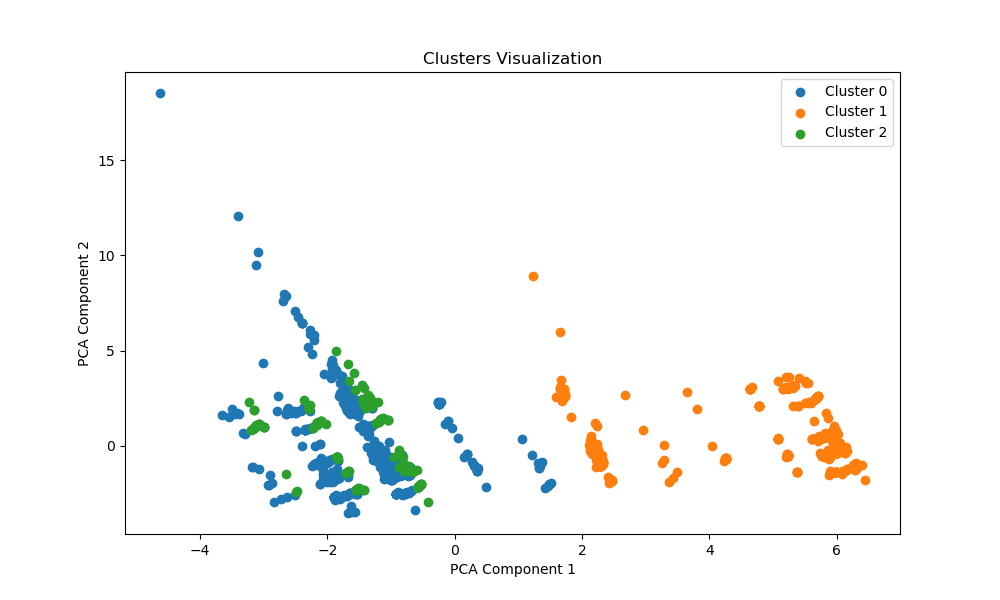 Clusters Visualization
Cluster 0
Cluster 1
Cluster 2
PCA Component 2
15
10
5
0
−4
−2
0
2
4
6
PCA Component 1